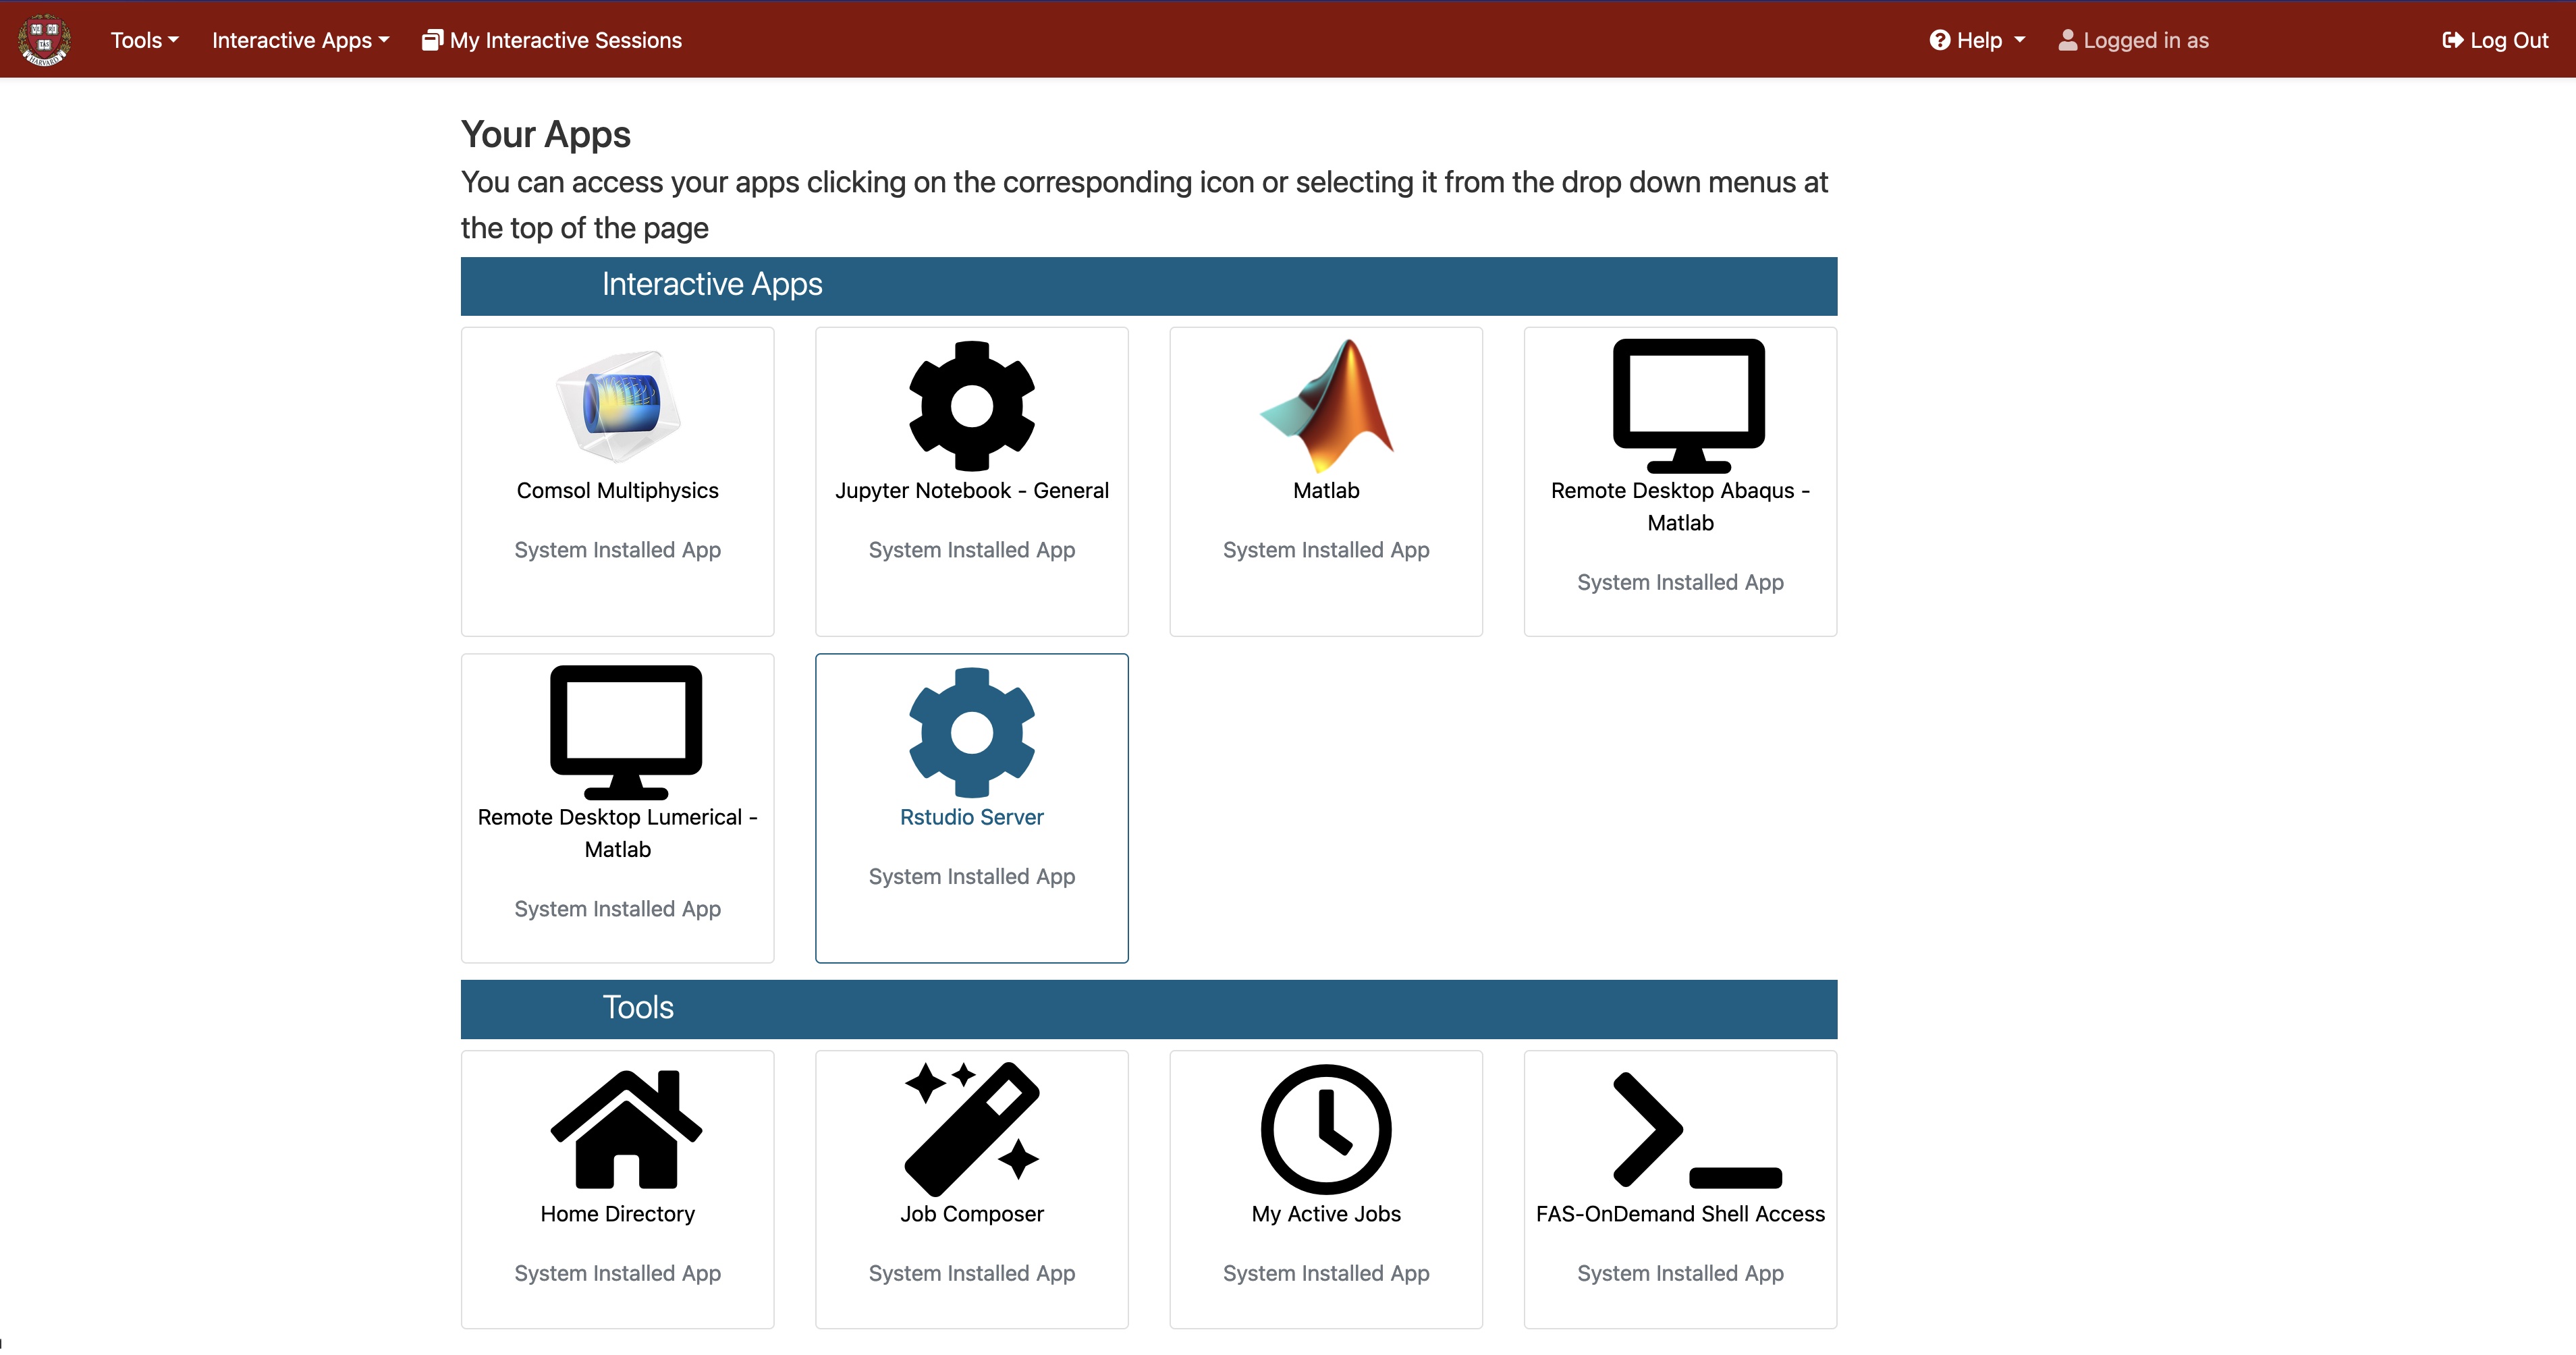 Tools
Interactive Apps
My Interactive Sessions
Help
Logged in as
Log Out
HARVARD
Your Apps
You can access your apps clicking on the corresponding icon or selecting it from the drop down menus at
the top of the page
Interactive Apps
Comsol Multiphysics
System Installed App
Jupyter Notebook - General
System Installed App
Matlab
System Installed App
Remote Desktop Abaqus -
Matlab
System Installed App
Remote Desktop Lumerical -
Matlab
System Installed App
Rstudio Server
System Installed App
Tools
Home Directory
System Installed App
Job Composer
System Installed App
My Active Jobs
System Installed App
FAS-OnDemand Shell Access
System Installed App